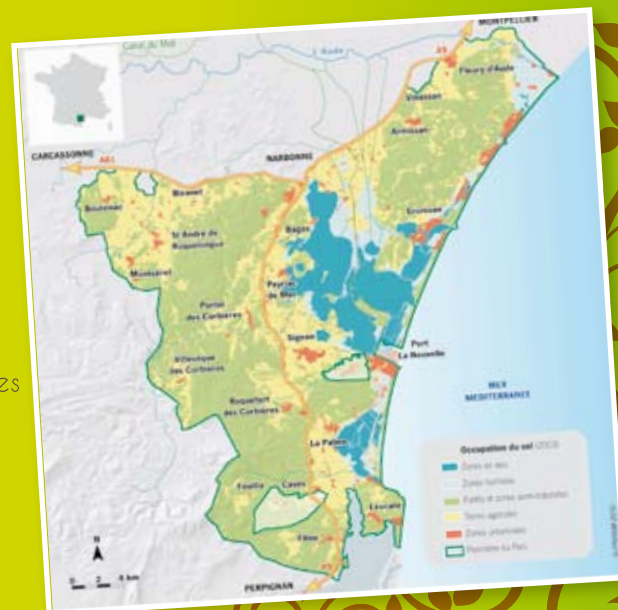 MONTPELLIER
Canal du Midi
L'Aude
A9
Fleury d'Aude
Vinassan
Armissan
CARCASSONNE
A61
NARBONNE
Bizanet
Boutenac
Gruissan
St André de
Roquelongue
Bages
Montséret
Peyriac
de Mer
Portel
des Corbières
Sigean
Port
La Nouvelle
Villesèque
des Corbières
es
MER
MEDITERRANEE
Roquefort
des Corbières
La Palme
Occupation du sol
Zones en eau
Zones humides
Forêts et zones semi-naturelles
Terres agricoles
Zones urbanisées
Périmètre du Parc
Feuilla
Caves
Leucate
Fitou
A9
N
0 2 4 km
PERPIGNAN